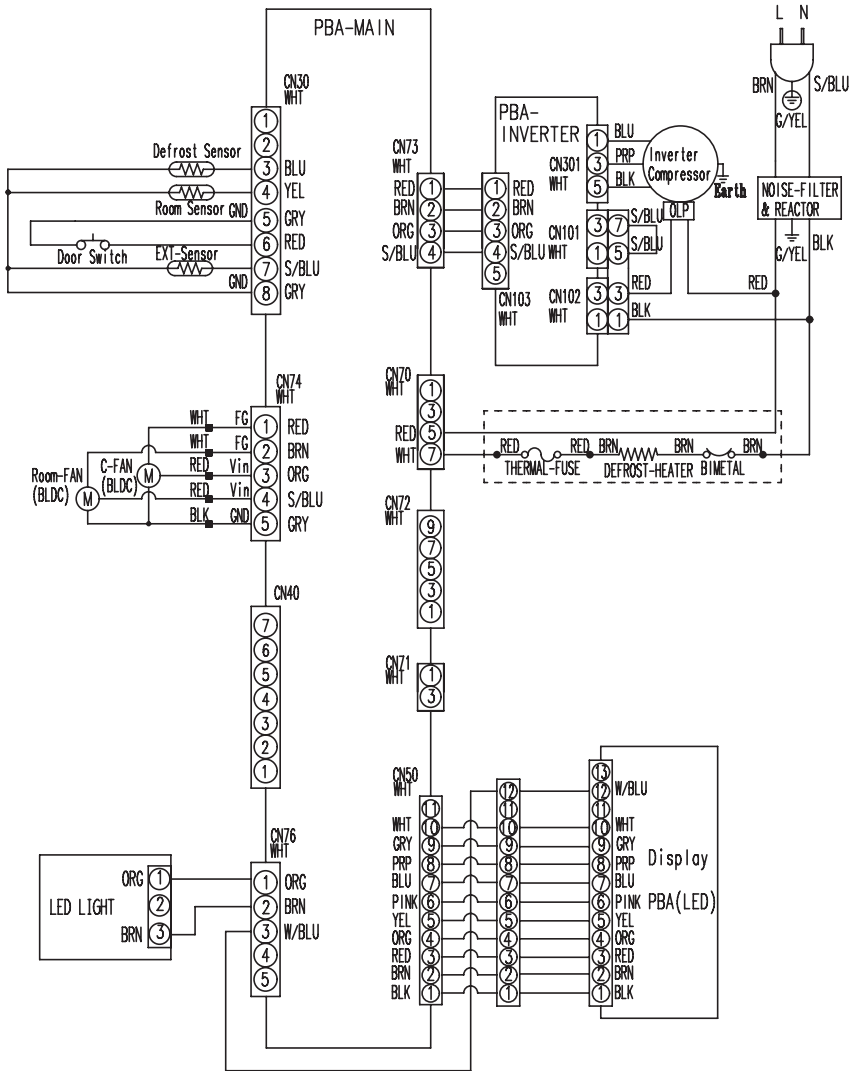 L N
PBA-MAIN
BRN S/BLU
G/YEL
CN30
WHT
1
2
3 BLU
4 YEL
5 GRY
6 RED
7 S/BLU
8 GRY
Defrost Sensor
Room Sensor
GND
Door Switch
EXT-Sensor
GND
CN73
WHT
RED 1
BRN 2
ORG 3
S/BLU 4
PBA-
INVERTER
1 RED
2 BRN
3 ORG
4 S/BLU
5
CN103
WHT
CN301
WHT
1 BLU
3 PRP
5 BLK
Inverter
Compressor
Earth
OLP
CN101
WHT
3 7 S/BLU
1 5 S/BLU
CN102
WHT
3 3 RED
1 1 BLK
RED
NOISE-FILTER
& REACTOR
G/YEL
BLK
CN74
WHT
WHT FG 1 RED
WHT FG 2 BRN
RED Vin 3 ORG
RED Vin 4 S/BLU
BLK GND 5 GRY
C-FAN
(BLDC)
M
Room-FAN
(BLDC)
M
CN70
WHT
1
3
RED 5
WHT 7
RED RED BRN BRN BRN
THERMAL-FUSE DEFROST-HEATER BIMETAL
CN72
WHT
9
7
5
3
1
CN40
7
6
5
4
3
2
1
CN71
WHT
1
3
CN50
WHT
11
WHT 10
GRY 9
PRP 8
BLU 7
PINK 6
YEL 5
ORG 4
RED 3
BRN 2
BLK 1
12
11
10
9
8
7
6
5
4
3
2
1
13
12 W/BLU
11
10 WHT
9 GRY
8 PRP
7 BLU
6 PINK
5 YEL
4 ORG
3 RED
2 BRN
1 BLK
Display
PBA(LED)
CN76
WHT
1 ORG
2 BRN
3 W/BLU
4
5
LED LIGHT
ORG 1
2
BRN 3